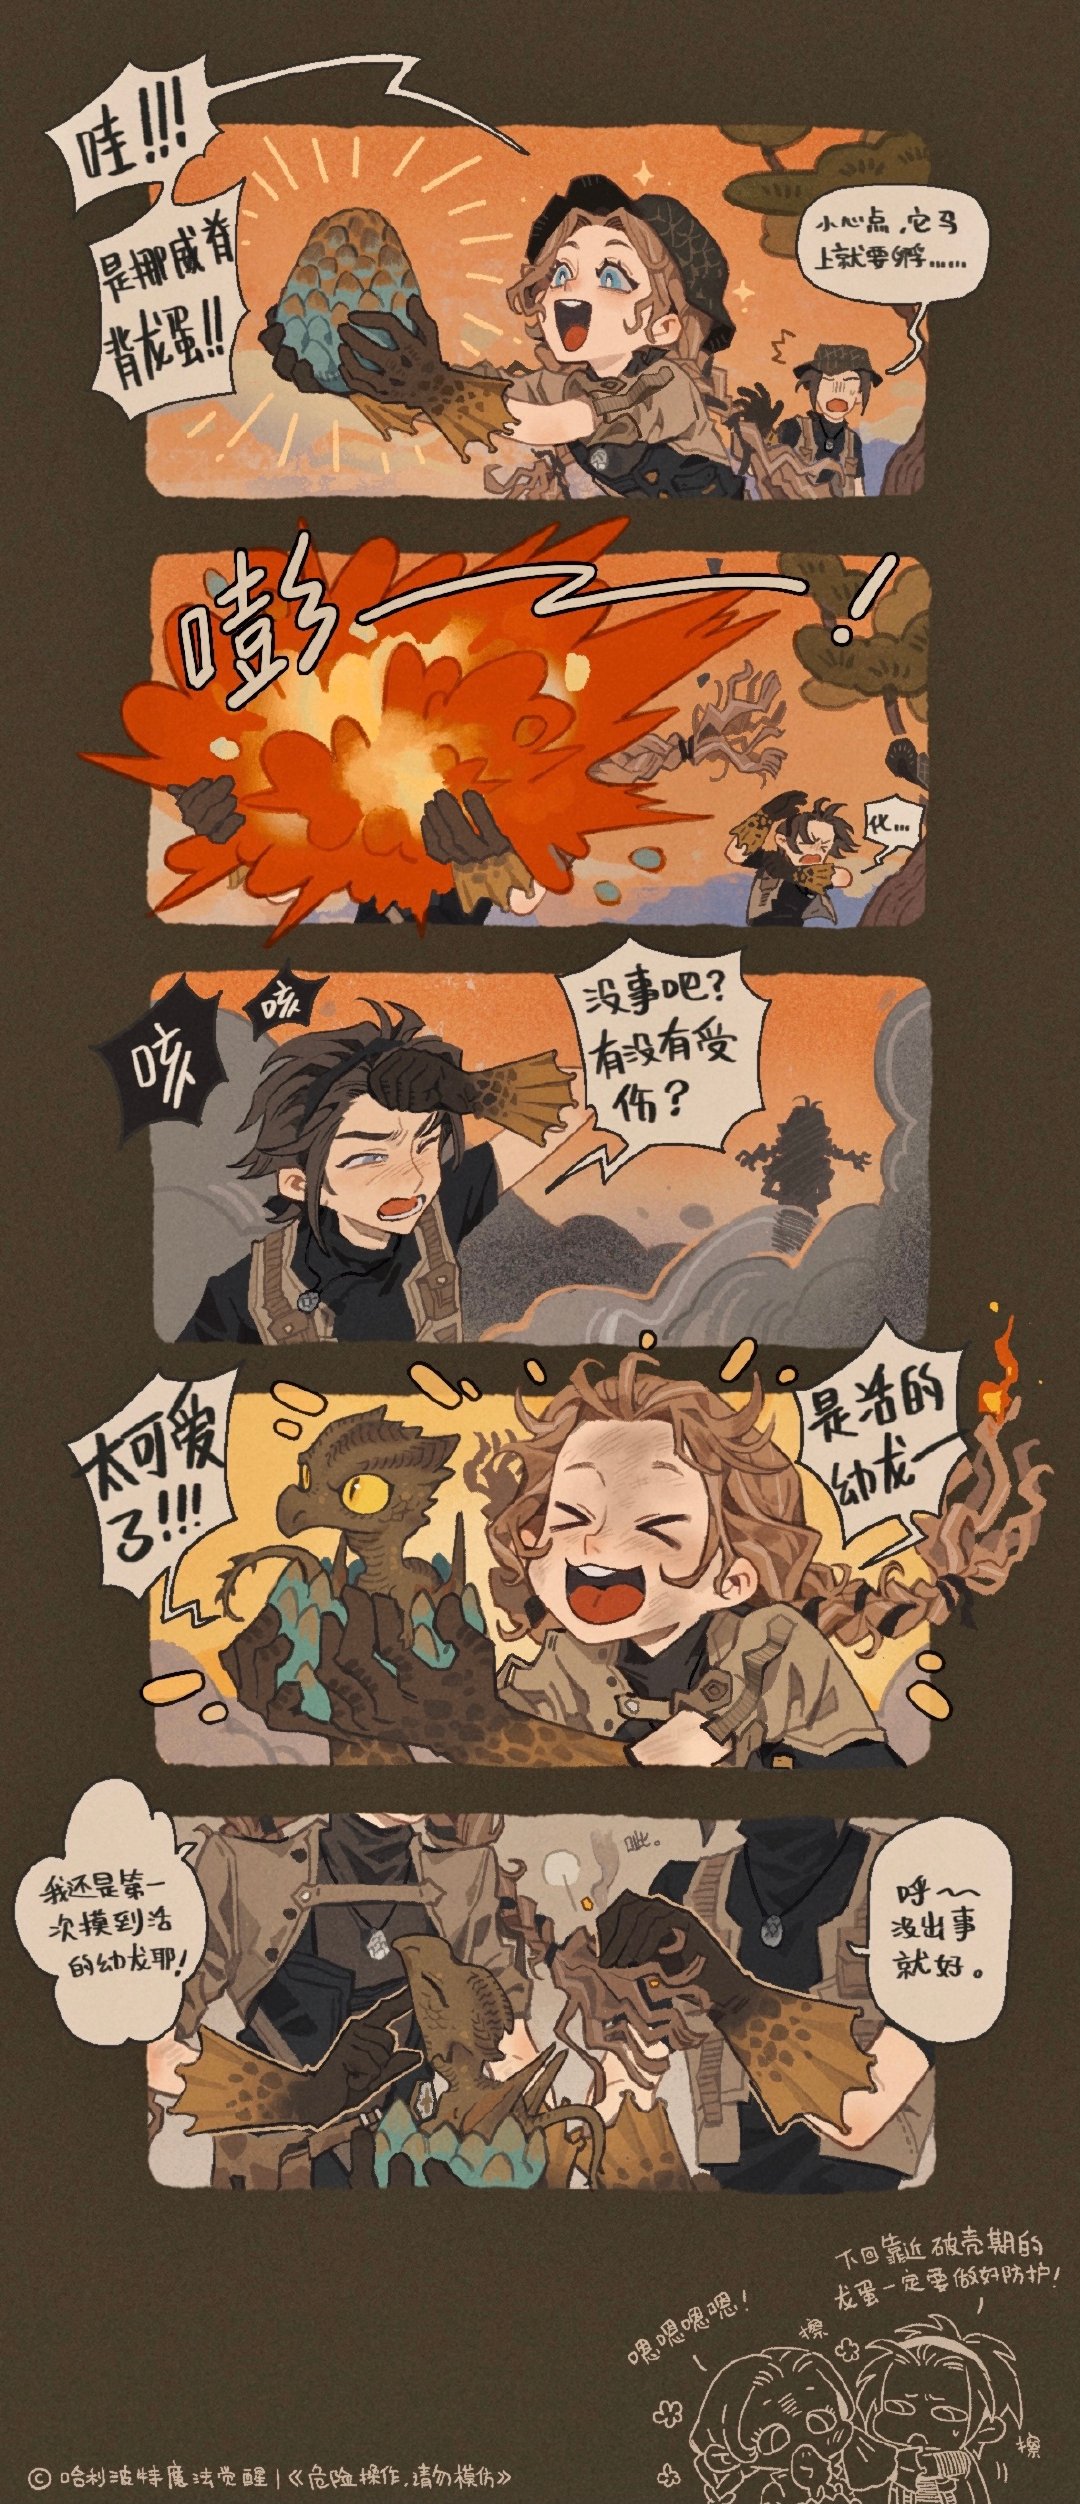 哇!!!
是挪威脊
背龙蛋!!
小心点，它马
上就要孵……
嘭——！
化…
咳
咳
没事吧？
有没有受
伤？
太可爱
了!!!
是活的
幼龙—
呲。
我还是第一
次摸到活
的幼龙耶!
呼～～
没出事
就好。
下回靠近破壳期的
龙蛋一定要做好防护!
嗯嗯嗯嗯!
擦
擦
© 哈利波特魔法觉醒 | 《危险操作,请勿模仿》